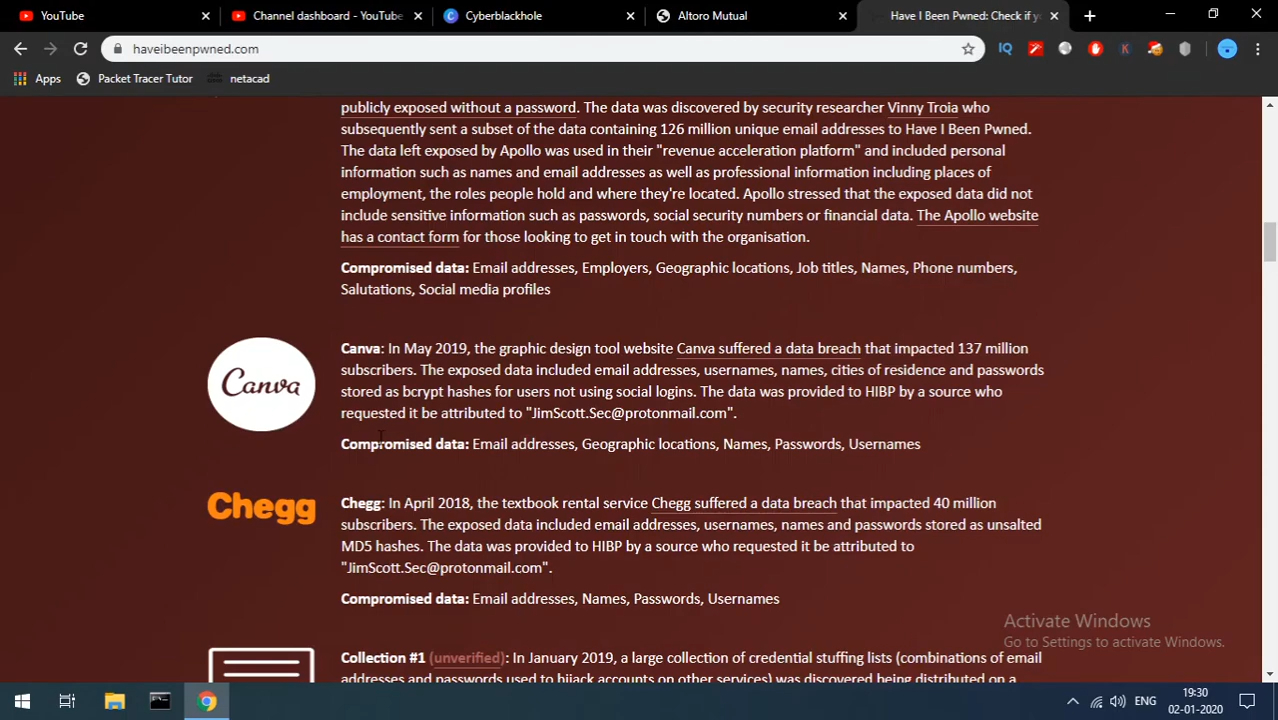 YouTube
Channel dashboard - YouTube
Cyberblackhole
Altoro Mutual
Have I Been Pwned: Check if y
haveibeenpwned.com
Apps
Packet Tracer Tutor
netacad
publicly exposed without a password. The data was discovered by security researcher Vinny Troia who
subsequently sent a subset of the data containing 126 million unique email addresses to Have I Been Pwned.
The data left exposed by Apollo was used in their "revenue acceleration platform" and included personal
information such as names and email addresses as well as professional information including places of
employment, the roles people hold and where they're located. Apollo stressed that the exposed data did not
include sensitive information such as passwords, social security numbers or financial data. The Apollo website
has a contact form for those looking to get in touch with the organisation.
Compromised data: Email addresses, Employers, Geographic locations, Job titles, Names, Phone numbers,
Salutations, Social media profiles
Canva
Canva: In May 2019, the graphic design tool website Canva suffered a data breach that impacted 137 million
subscribers. The exposed data included email addresses, usernames, names, cities of residence and passwords
stored as bcrypt hashes for users not using social logins. The data was provided to HIBP by a source who
requested it be attributed to "JimScott.Sec@protonmail.com".
Compromised data: Email addresses, Geographic locations, Names, Passwords, Usernames
Chegg
Chegg: In April 2018, the textbook rental service Chegg suffered a data breach that impacted 40 million
subscribers. The exposed data included email addresses, usernames, names and passwords stored as unsalted
MD5 hashes. The data was provided to HIBP by a source who requested it be attributed to
"JimScott.Sec@protonmail.com".
Compromised data: Email addresses, Names, Passwords, Usernames
Collection #1 (unverified): In January 2019, a large collection of credential stuffing lists (combinations of email
addresses and passwords used to hijack accounts on other services) was discovered being distributed on a
Activate Windows
Go to Settings to activate Windows.
ENG
19:30
02-01-2020